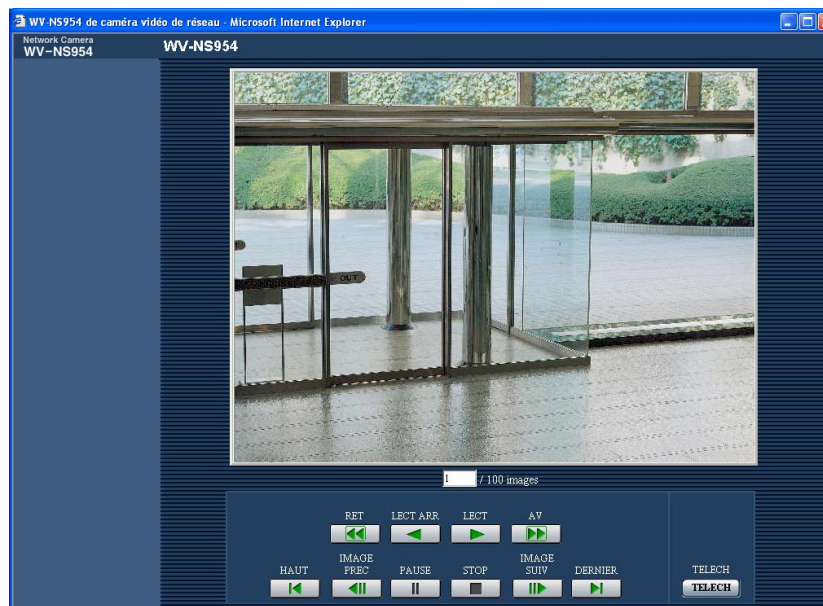 WV-NS954 de caméra vidéo de réseau - Microsoft Internet Explorer
Network Camera
WV-NS954
WV-NS954
OUT
1 / 100 images
RET LECT ARR LECT AV
HAUT IMAGE PREC PAUSE STOP IMAGE SUIV DERNIER TELECH
TELECH